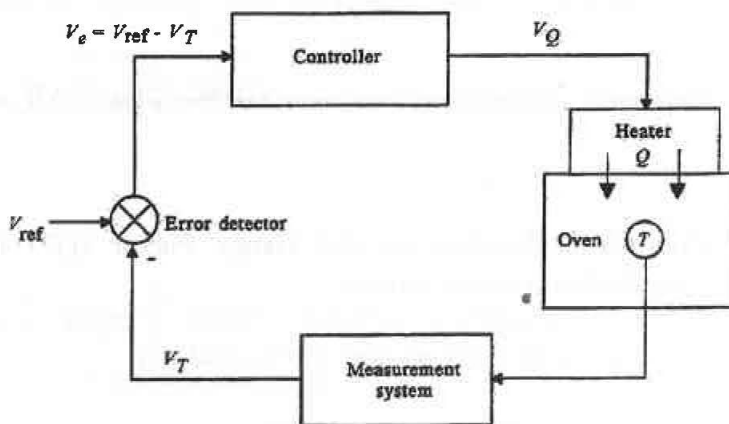 V_e = V_ref - V_T
Controller
V_Q
Heater
Q
V_ref
Error detector
-
Oven
T
V_T
Measurement
system